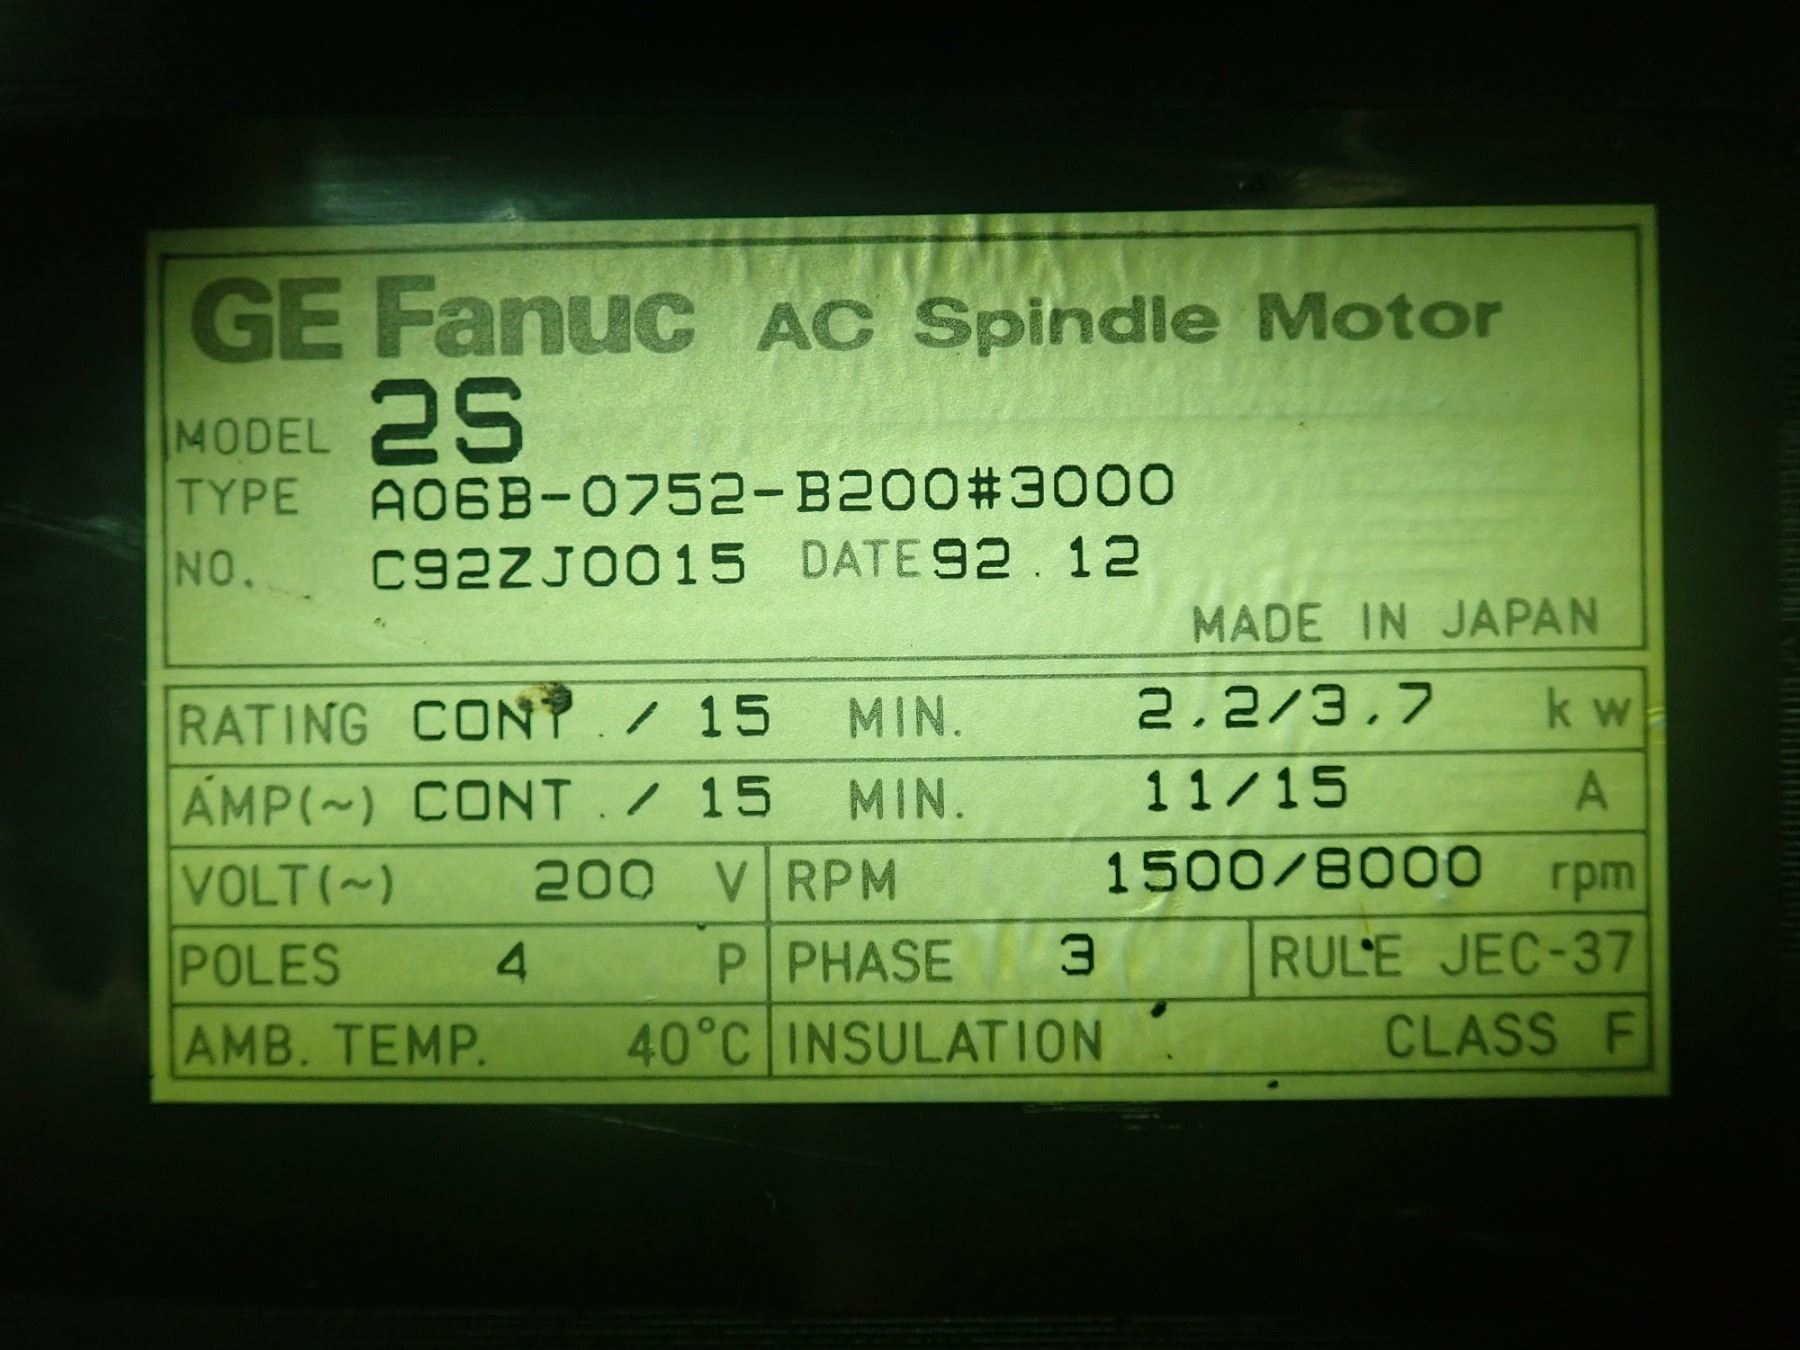 GE Fanuc AC Spindle Motor
MODEL 2S
TYPE A06B-0752-B200#3000
NO. C92ZJ0015 DATE 92.12
MADE IN JAPAN
RATING CONT. / 15 MIN. 2.2/3.7 kw
AMP(~) CONT. / 15 MIN. 11/15 A
VOLT(~) 200 V RPM 1500/8000 rpm
POLES 4 P PHASE 3 RULE JEC-37
AMB. TEMP. 40°C INSULATION CLASS F